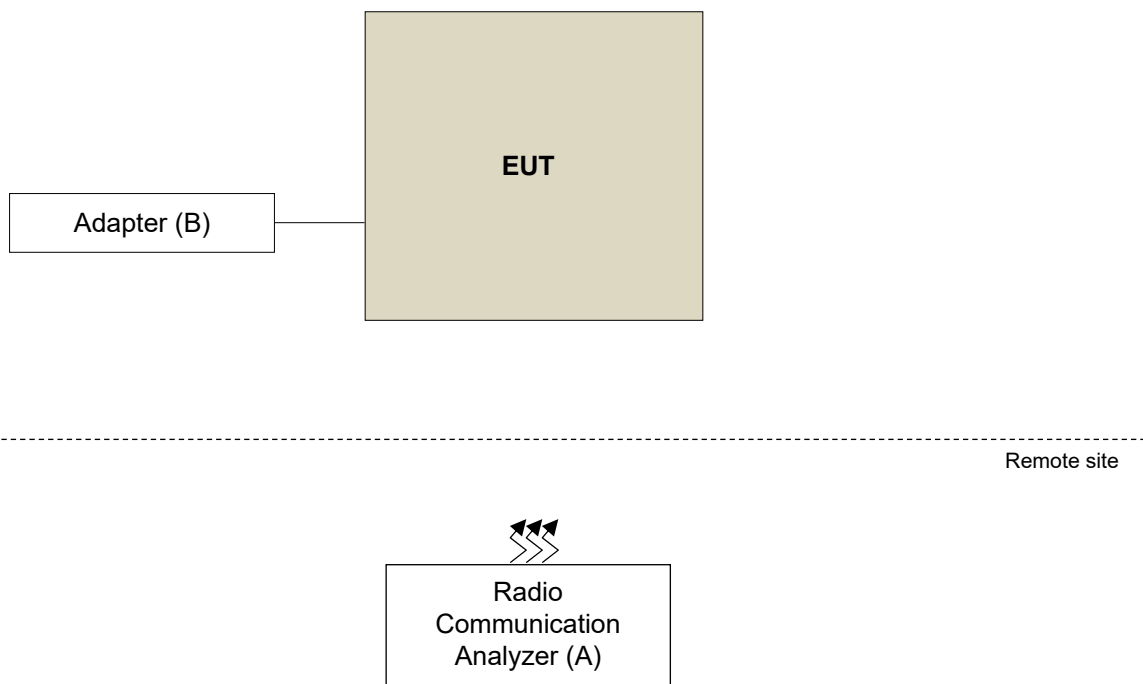 EUT
Adapter (B)
Remote site
Radio
Communication
Analyzer (A)